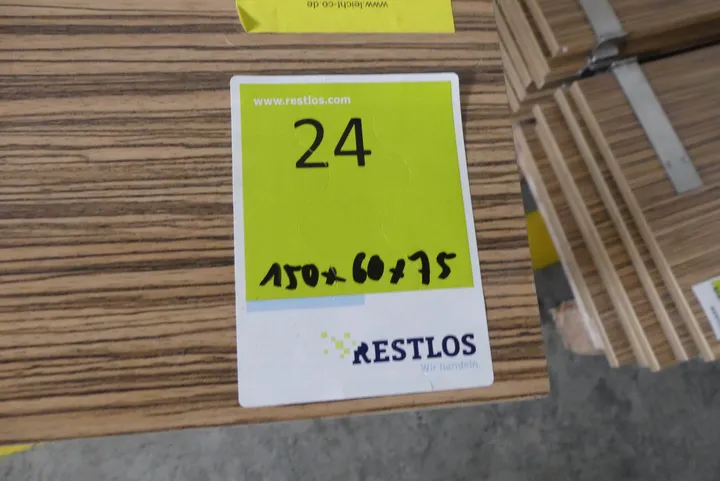 www.leicht-co.de
www.restlos.com
24
150x60x75
RESTLOS
Wir handeln.